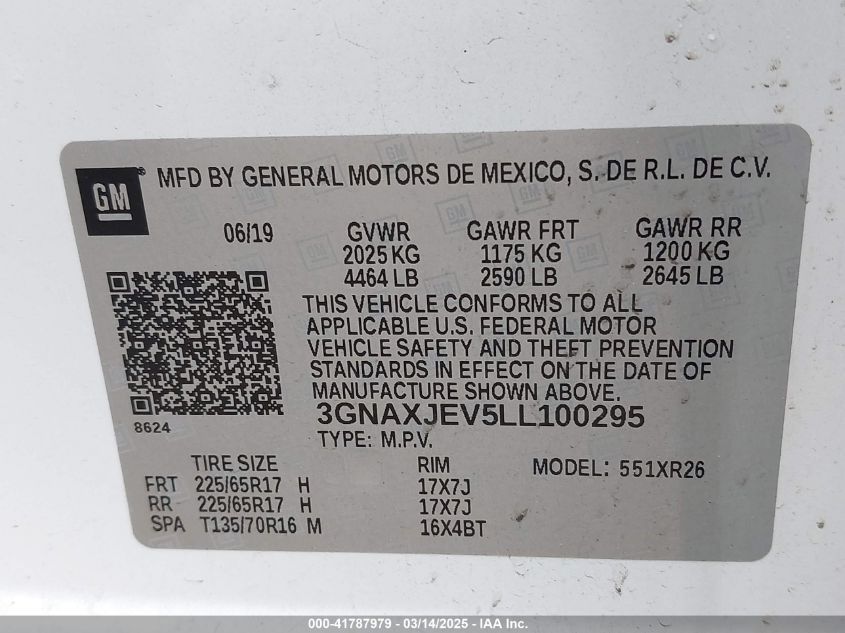 GM
MFD BY GENERAL MOTORS DE MEXICO, S. DE R.L. DE C.V.
06/19 GVWR GAWR FRT GAWR RR
2025 KG 1175 KG 1200 KG
4464 LB 2590 LB 2645 LB
THIS VEHICLE CONFORMS TO ALL
APPLICABLE U.S. FEDERAL MOTOR
VEHICLE SAFETY AND THEFT PREVENTION
STANDARDS IN EFFECT ON THE DATE OF
MANUFACTURE SHOWN ABOVE.
8624
3GNAXJEV5LL100295
TYPE: M.P.V.
TIRE SIZE RIM MODEL: 551XR26
FRT 225/65R17 H 17X7J
RR 225/65R17 H 17X7J
SPA T135/70R16 M 16X4BT
000-41787979 - 03/14/2025 - IAA Inc.